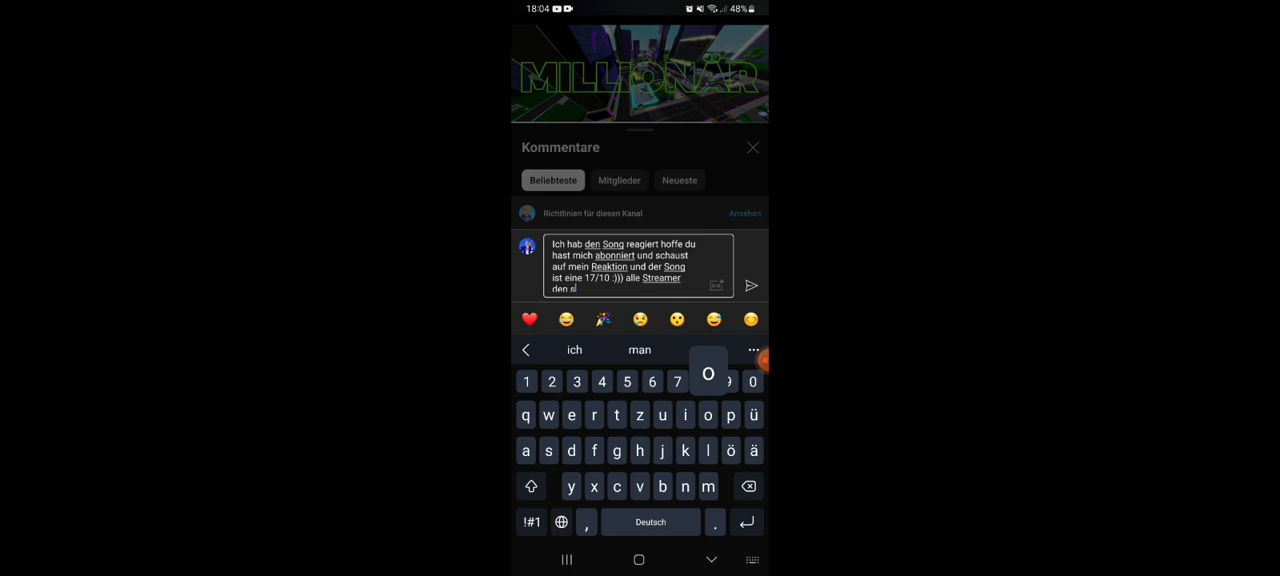 18:04
48%
MILLIONÄR
Kommentare
Beliebteste Mitglieder Neueste
Richtlinien für diesen Kanal Ansehen
Ich hab den Song reagiert hoffe du
hast mich abonniert und schaust
auf mein Reaktion und der Song
ist eine 17/10 :))) alle Streamer
den s
ich man
o
1 2 3 4 5 6 7 9 0
q w e r t z u i o p ü
a s d f g h j k l ö ä
y x c v b n m
!#1 , Deutsch .